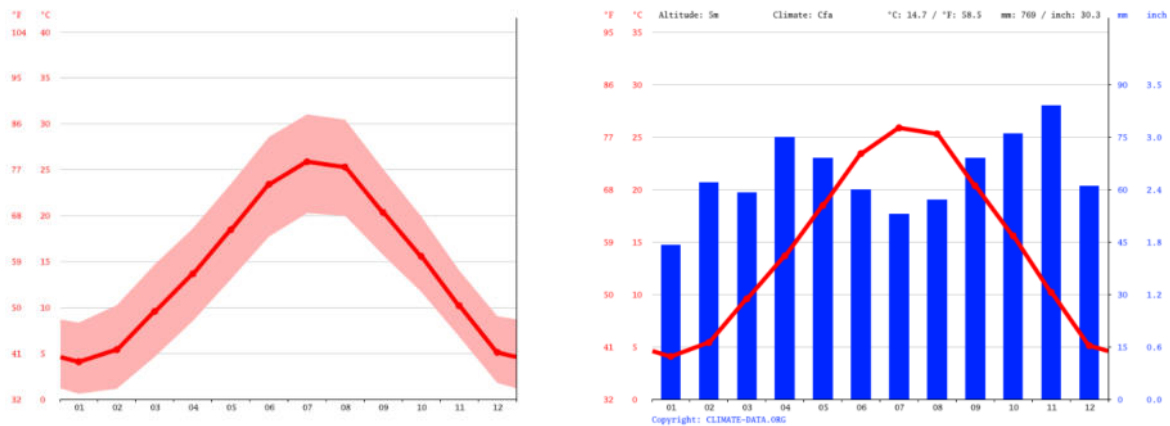 °F °C
104 40
95 35
86 30
77 25
68 20
59 15
50 10
41 5
32 0
01 02 03 04 05 06 07 08 09 10 11 12
°F °C Altitude: 5m Climate: Cfa °C: 14.7 / °F: 58.5 mm: 769 / inch: 30.3 mm inch
95 35
86 30 90 3.5
77 25 75 3.0
68 20 60 2.4
59 15 45 1.8
50 10 30 1.2
41 5 15 0.6
32 0 0 0.0
01 02 03 04 05 06 07 08 09 10 11 12
Copyright: CLIMATE-DATA.ORG